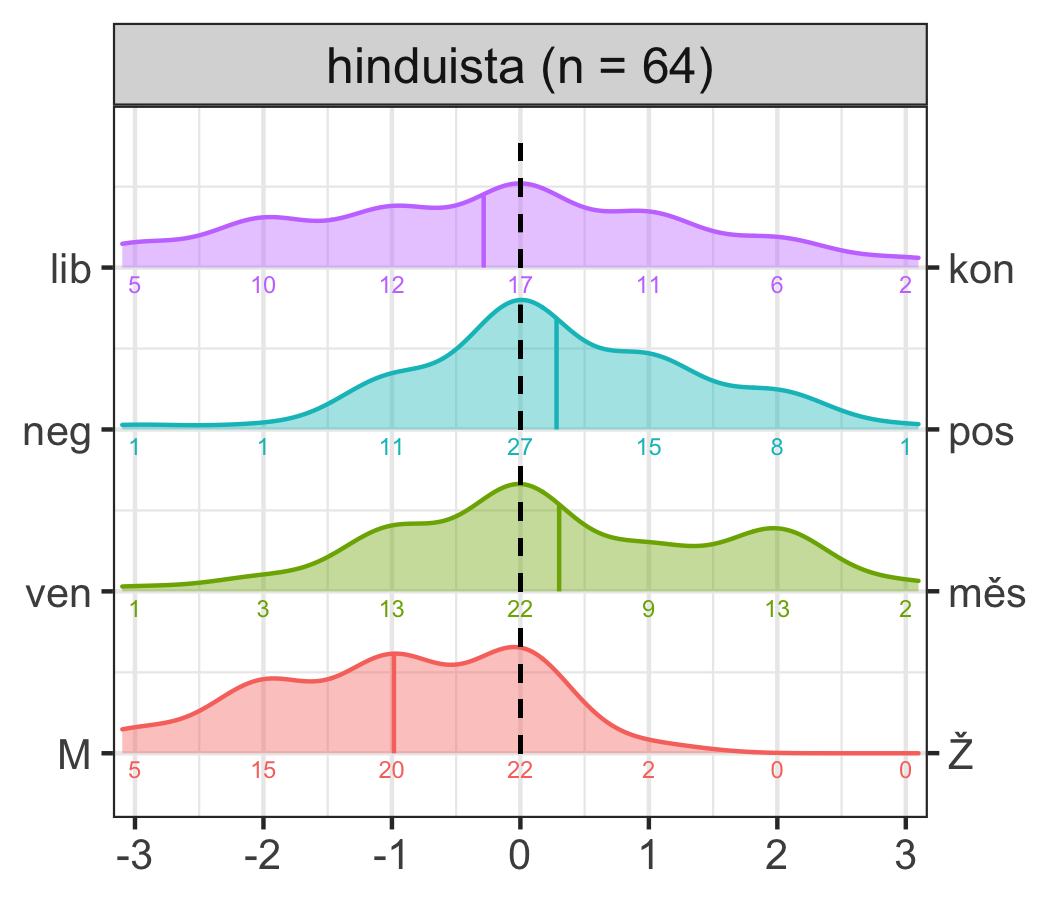 hinduista (n = 64)
lib kon
5 10 12 17 11 6 2
neg pos
1 1 11 27 15 8 1
ven měs
1 3 13 22 9 13 2
M Ž
5 15 20 22 2 0 0
-3 -2 -1 0 1 2 3